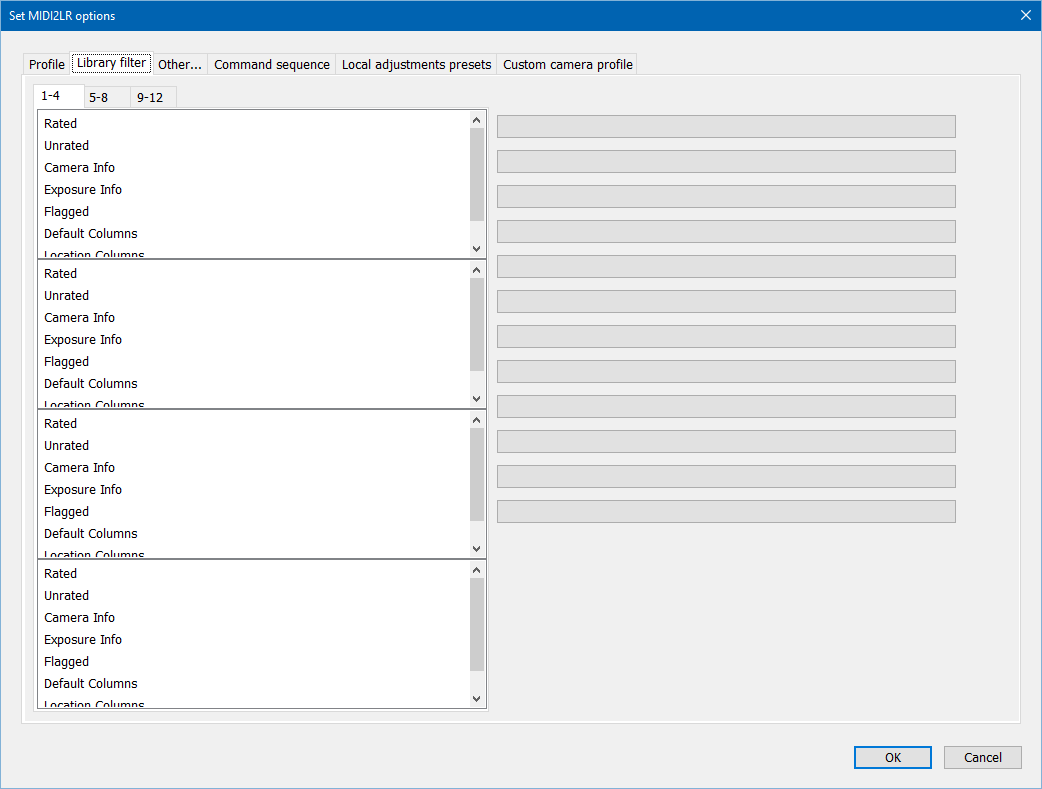 Set MIDI2LR options
Profile Library filter Other... Command sequence Local adjustments presets Custom camera profile
1-4 5-8 9-12
Rated
Unrated
Camera Info
Exposure Info
Flagged
Default Columns
Location Columns
Rated
Unrated
Camera Info
Exposure Info
Flagged
Default Columns
Location Columns
Rated
Unrated
Camera Info
Exposure Info
Flagged
Default Columns
Location Columns
Rated
Unrated
Camera Info
Exposure Info
Flagged
Default Columns
Location Columns
OK Cancel